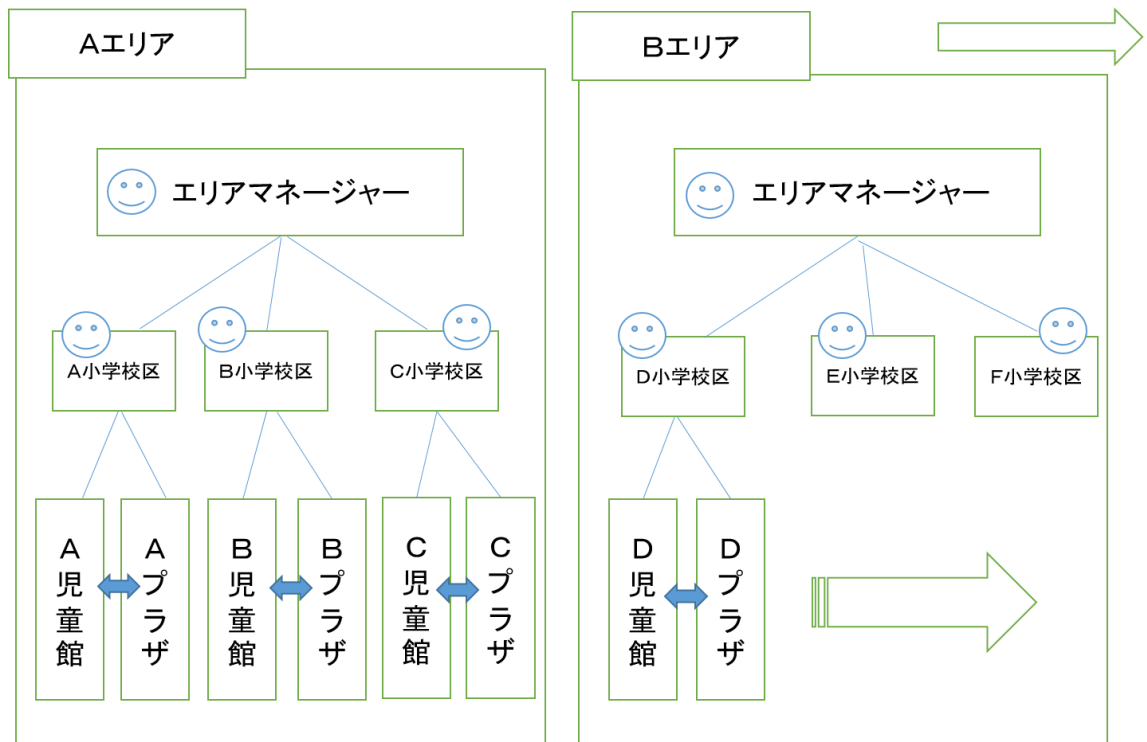 Aエリア
Bエリア
エリアマネージャー
エリアマネージャー
A小学校区
B小学校区
C小学校区
D小学校区
E小学校区
F小学校区
A児童館
Aプラザ
B児童館
Bプラザ
C児童館
Cプラザ
D児童館
Dプラザ